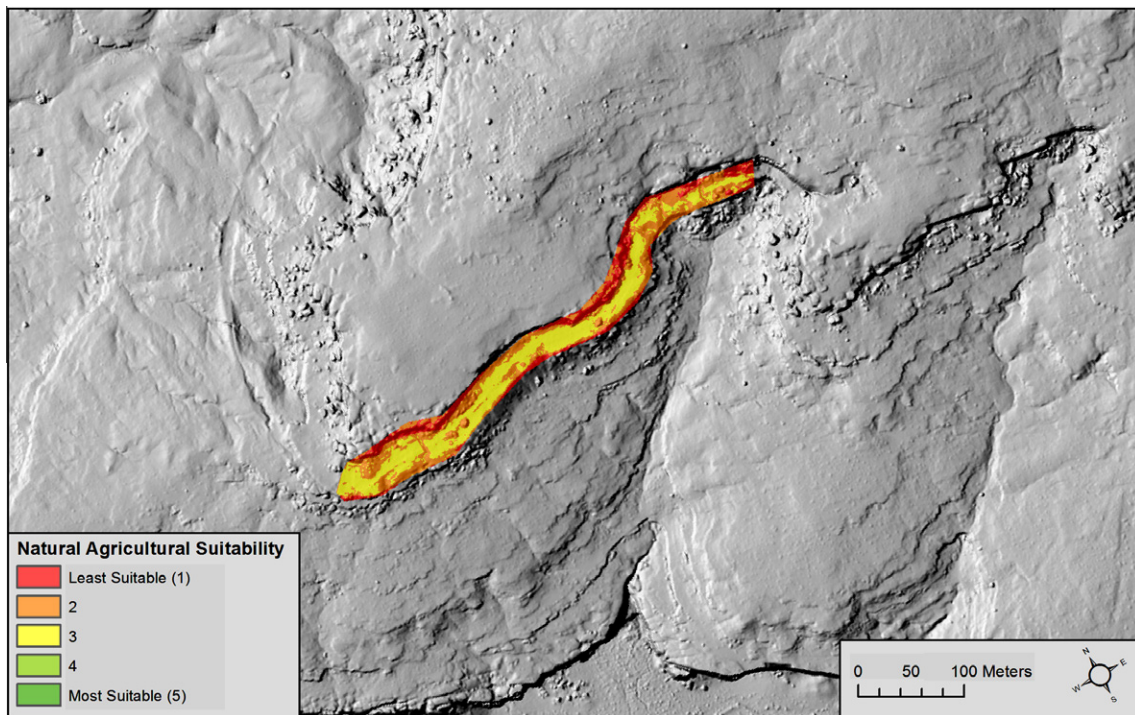 Natural Agricultural Suitability
Least Suitable (1)
2
3
4
Most Suitable (5)
0 50 100 Meters
N
E
W
S